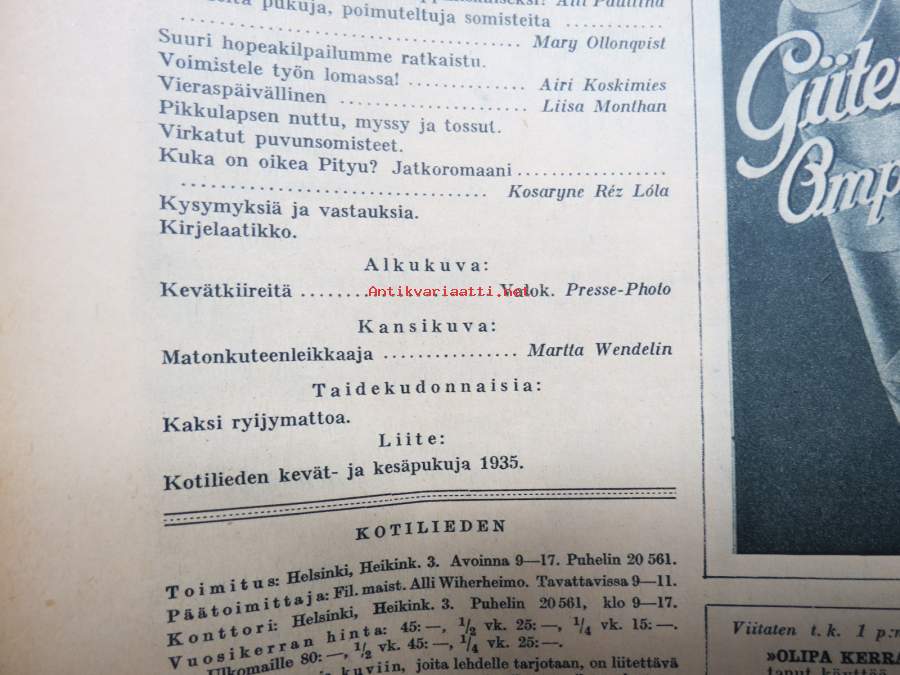 pukuja, poimuteltuja somisteita ............
.................................... Mary Ollonqvist
Suuri hopeakilpailumme ratkaistu.
Voimistele työn lomassa! .............. Airi Koskimies
Vieraspäivällinen .................... Liisa Monthan
Pikkulapsen nuttu, myssy ja tossut.
Virkatut puvunsomisteet.
Kuka on oikea Pityu? Jatkoromaani..................
.................................. Kosaryne Réz Lóla
Kysymyksiä ja vastauksia.
Kirjelaatikko.
Alkukuva:
Kevätkiireitä ........ Valok. Presse-Photo
Antikvariaatti.net
Kansikuva:
Matonkuteenleikkaaja ................ Martta Wendelin
Taidekudonnaisia:
Kaksi ryijymattoa.
Liite:
Kotilieden kevät- ja kesäpukuja 1935.
KOTILIEDEN
Toimitus: Helsinki, Heikink. 3. Avoinna 9—17. Puhelin 20 561.
Päätoimittaja: Fil. maist. Alli Wiherheimo. Tavattavissa 9—11.
Konttori: Helsinki, Heikink. 3. Puhelin 20 561, klo 9—17.
Vuosikerran hinta: 45: —, 1/2 vk. 25: —, 1/4 vk. 15: —.
Ulkomaille 80: —, 1/2 vk. 45: —, 1/4 vk. 25: —.
kuviin, joita lehdelle tarjotaan, on liitettävä
Viitaten t. k. 1 p:n
»OLIPA KERRA